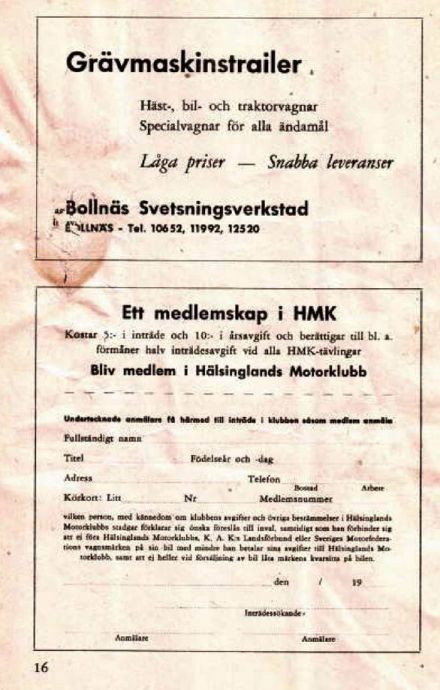 Grävmaskinstrailer
Häst-, bil- och traktorvagnar
Specialvagnar för alla ändamål
Låga priser — Snabba leveranser
Bollnäs Svetsningsverkstad
BOLLNÄS - Tel. 10652, 11992, 12520
Ett medlemskap i HMK
Kostar 5:- i inträde och 10:- i årsavgift och berättigar till bl. a.
förmåner halv inträdesavgift vid alla HMK-tävlingar
Bliv medlem i Hälsinglands Motorklubb
Undertecknade anmälare få härmed till inträde i klubben såsom medlem anmäla
Fullständigt namn
Titel Födelseår och -dag
Adress Telefon
Bostad Arbete
Körkort: Litt Nr Medlemsnummer
vilken person, med kännedom om klubbens avgifter och övriga bestämmelser i Hälsinglands
Motorklubbs stadgar förklarar sig önska föreslås till inval, samtidigt som han förbinder sig
att ej föra Hälsinglands Motorklubbs, K. A. K:s Landsförbund eller Sveriges Motorfedera-
tions vagnsmärken på sin bil med mindre han betalar sina avgifter till Hälsinglands Mo-
torklubb, samt att ej heller vid försäljning av bil låta märkena kvarsitta på bilen.
den / 19
Inträdessökande
Anmälare Anmälare
16